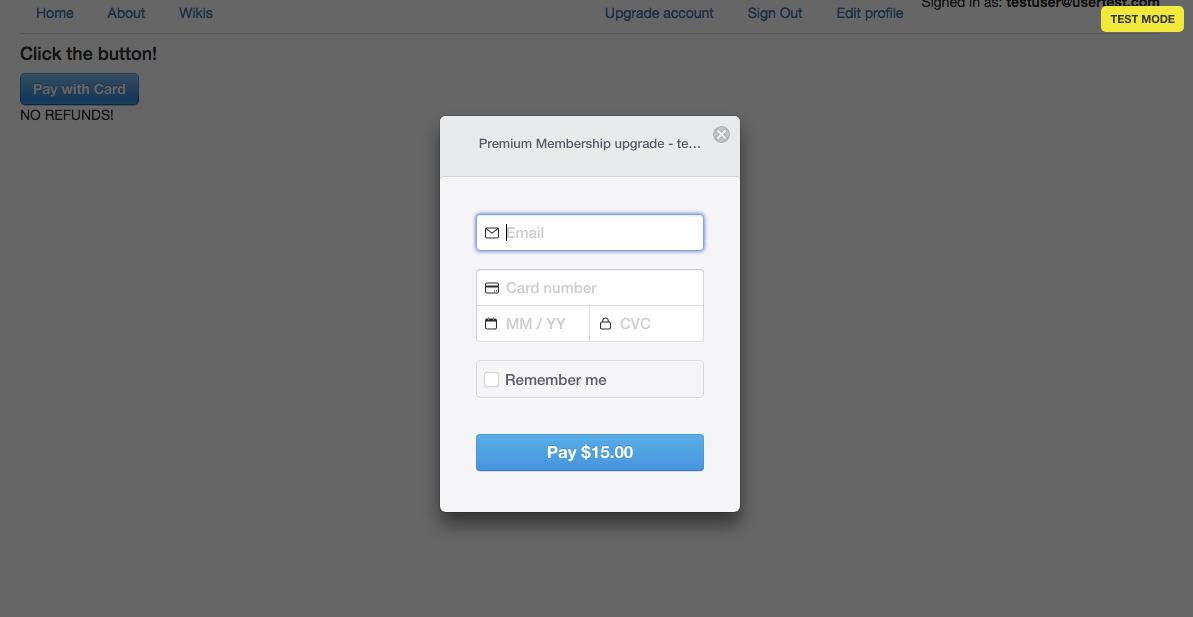 Home About Wikis Upgrade account Sign Out Edit profile Signed in as: testuser@usertest.com
TEST MODE
Click the button!
Pay with Card
NO REFUNDS!
Premium Membership upgrade - te...
Email
Card number
MM / YY CVC
Remember me
Pay $15.00